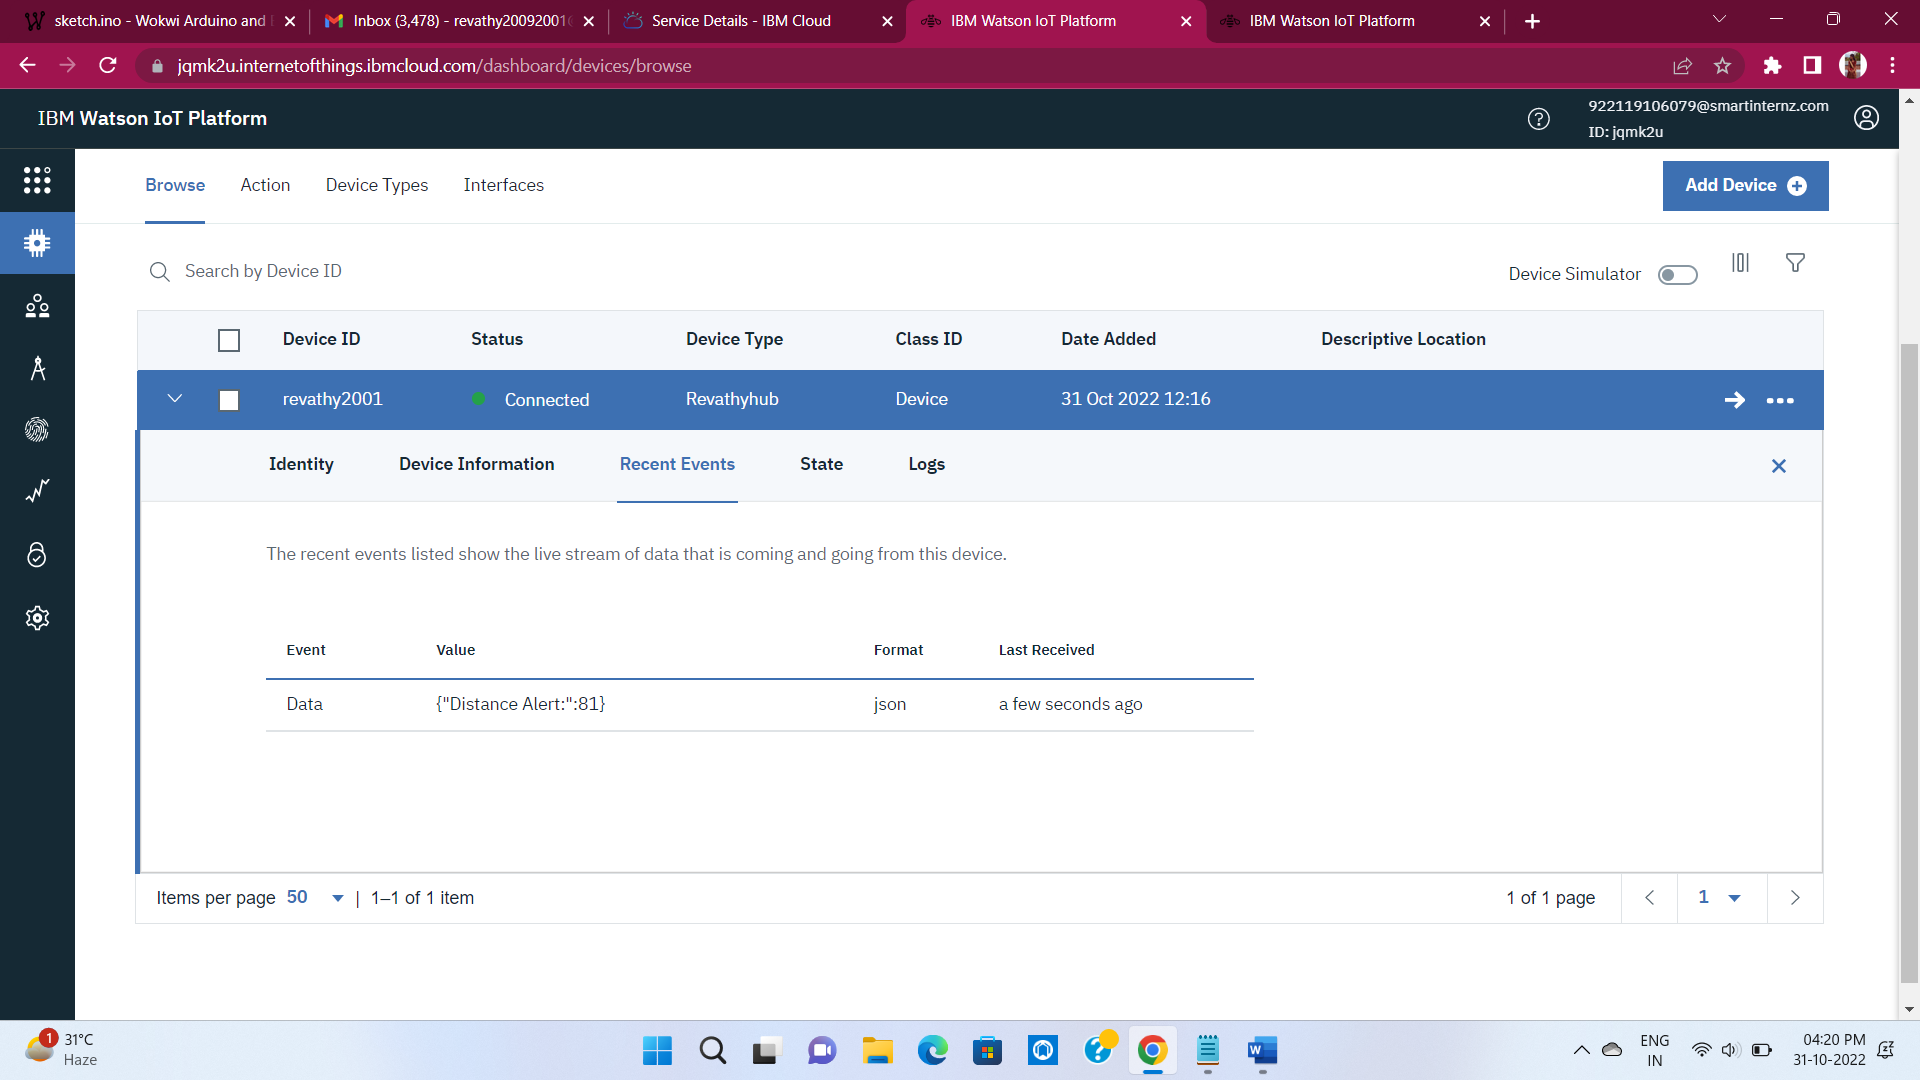 sketch.ino - Wokwi Arduino and
Inbox (3,478) - revathy20092001
Service Details - IBM Cloud
IBM Watson IoT Platform
IBM Watson IoT Platform
jqmk2u.internetofthings.ibmcloud.com/dashboard/devices/browse
IBM Watson IoT Platform
922119106079@smartinternz.com
ID: jqmk2u
Browse Action Device Types Interfaces
Add Device
Search by Device ID
Device Simulator
Device ID Status Device Type Class ID Date Added Descriptive Location
revathy2001 Connected Revathyhub Device 31 Oct 2022 12:16
Identity Device Information Recent Events State Logs
The recent events listed show the live stream of data that is coming and going from this device.
Event Value Format Last Received
Data {"Distance Alert:":81} json a few seconds ago
Items per page 50 | 1–1 of 1 item
1 of 1 page
1
1
31°C
Haze
ENG
IN
04:20 PM
31-10-2022